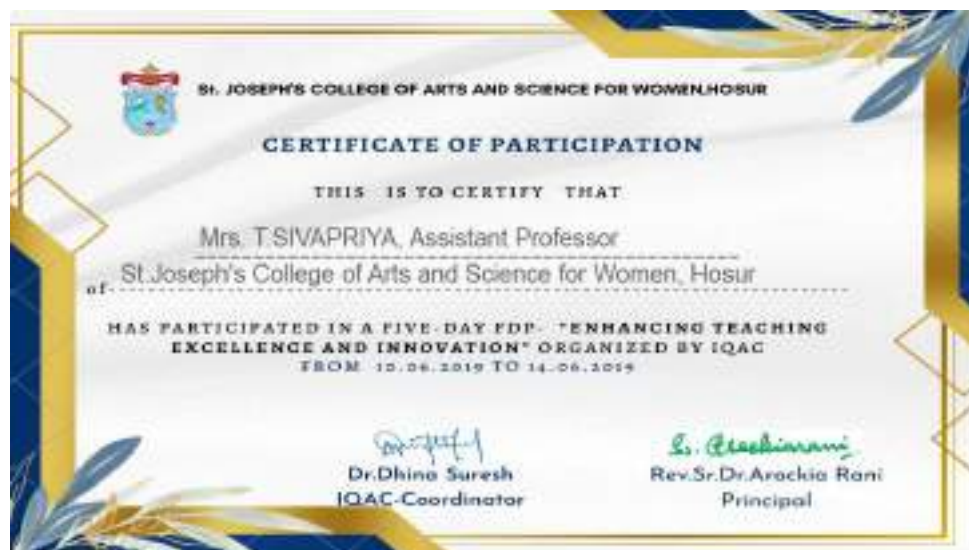 St. JOSEPH'S COLLEGE OF ARTS AND SCIENCE FOR WOMEN,HOSUR
CERTIFICATE OF PARTICIPATION
THIS IS TO CERTIFY THAT
Mrs. T.SIVAPRIYA, Assistant Professor
of St.Joseph's College of Arts and Science for Women, Hosur
HAS PARTICIPATED IN A FIVE-DAY FDP- "ENHANCING TEACHING
EXCELLENCE AND INNOVATION" ORGANIZED BY IQAC
FROM 10.06.2019 TO 14.06.2019
Dr.Dhina Suresh
Rev.Sr.Dr.Arockia Rani
IQAC-Coordinator
Principal